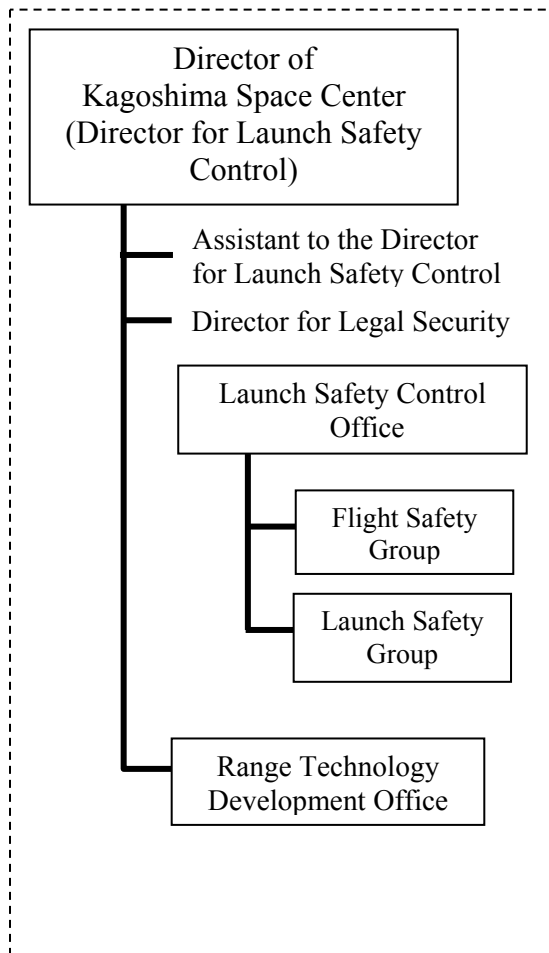 Director of
Kagoshima Space Center
(Director for Launch Safety
Control)
Assistant to the Director
for Launch Safety Control
Director for Legal Security
Launch Safety Control
Office
Flight Safety
Group
Launch Safety
Group
Range Technology
Development Office